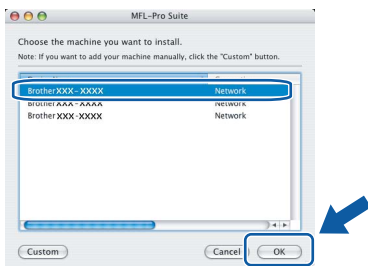 MFL-Pro Suite
Choose the machine you want to install.
Note: If you want to add your machine manually, click the "Custom" button.
Brother XXX-XXXX Network
Brother XXX-XXXX Network
Brother XXX-XXXX Network
Custom Cancel OK